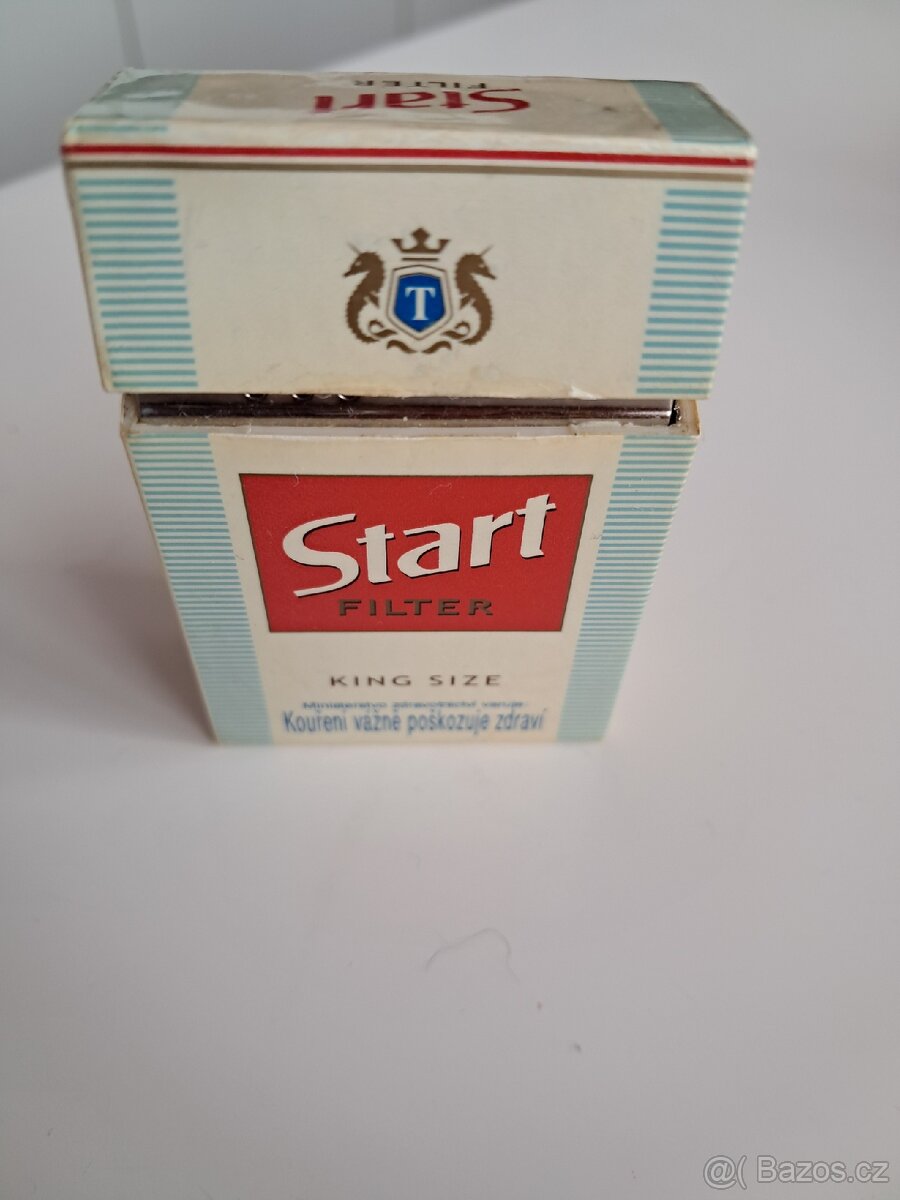 Start
FILTER
T
Start
FILTER
KING SIZE
Ministerstvo zdravotnictví varuje:
Kouření vážně poškozuje zdraví
@( Bazos.cz